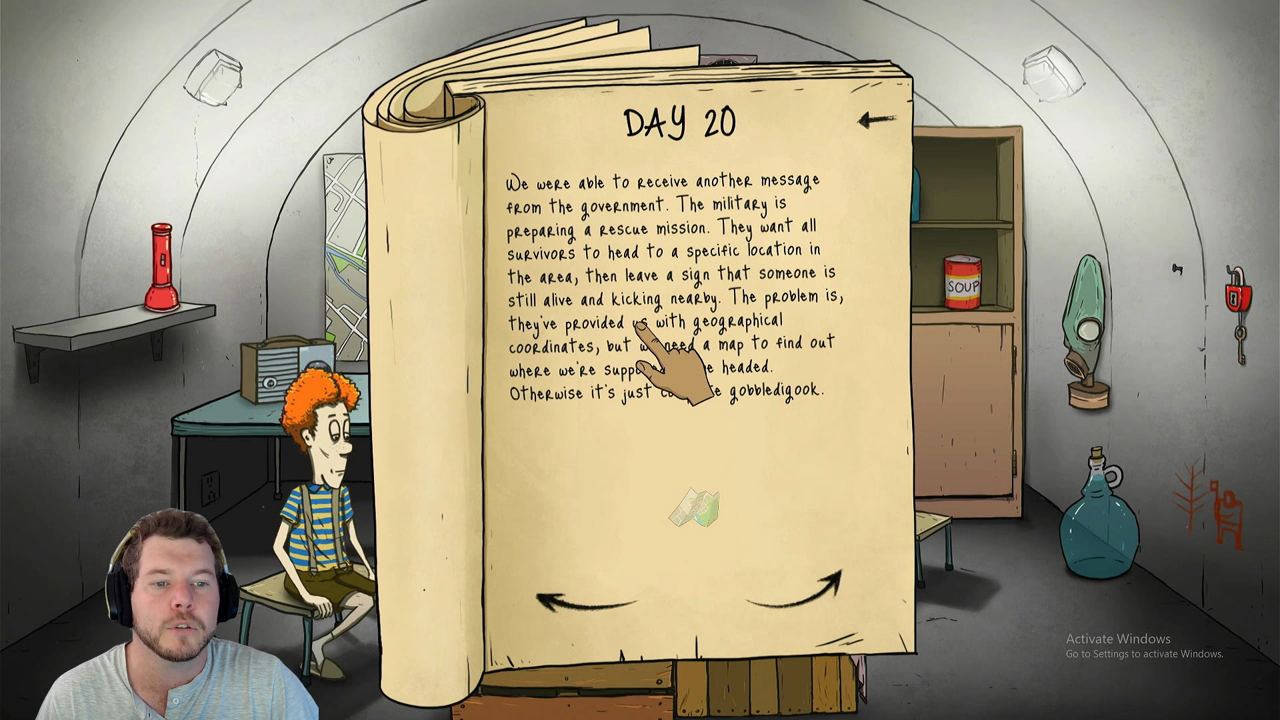 DAY 20
We were able to receive another message
from the government. The military is
preparing a rescue mission. They want all
survivors to head to a specific location in
the area, then leave a sign that someone is
still alive and kicking nearby. The problem is,
they've provided us with geographical
coordinates, but we need a map to find out
where we're headed.
Otherwise it's just gobbledigook.
SOUP
Activate Windows
Go to Settings to activate Windows.